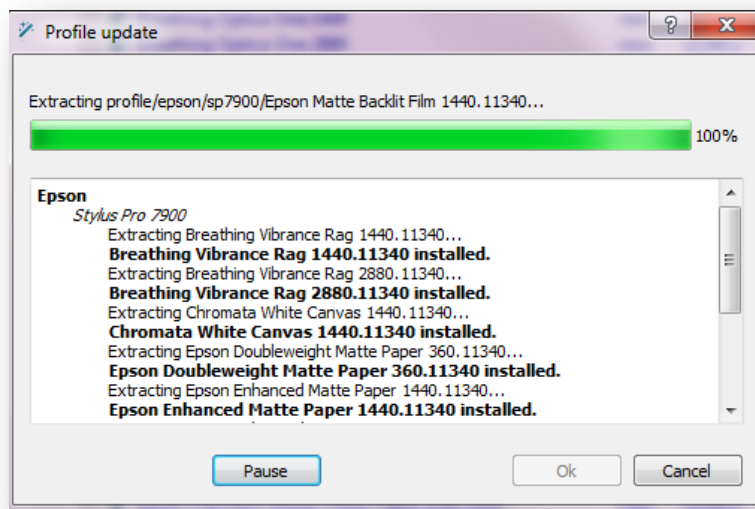 Profile update
Extracting profile/epson/sp7900/Epson Matte Backlit Film 1440.11340...
100%
Epson
Stylus Pro 7900
Extracting Breathing Vibrance Rag 1440.11340...
Breathing Vibrance Rag 1440.11340 installed.
Extracting Breathing Vibrance Rag 2880.11340...
Breathing Vibrance Rag 2880.11340 installed.
Extracting Chromata White Canvas 1440.11340...
Chromata White Canvas 1440.11340 installed.
Extracting Epson Doubleweight Matte Paper 360.11340...
Epson Doubleweight Matte Paper 360.11340 installed.
Extracting Epson Enhanced Matte Paper 1440.11340...
Epson Enhanced Matte Paper 1440.11340 installed.
Pause
Ok
Cancel